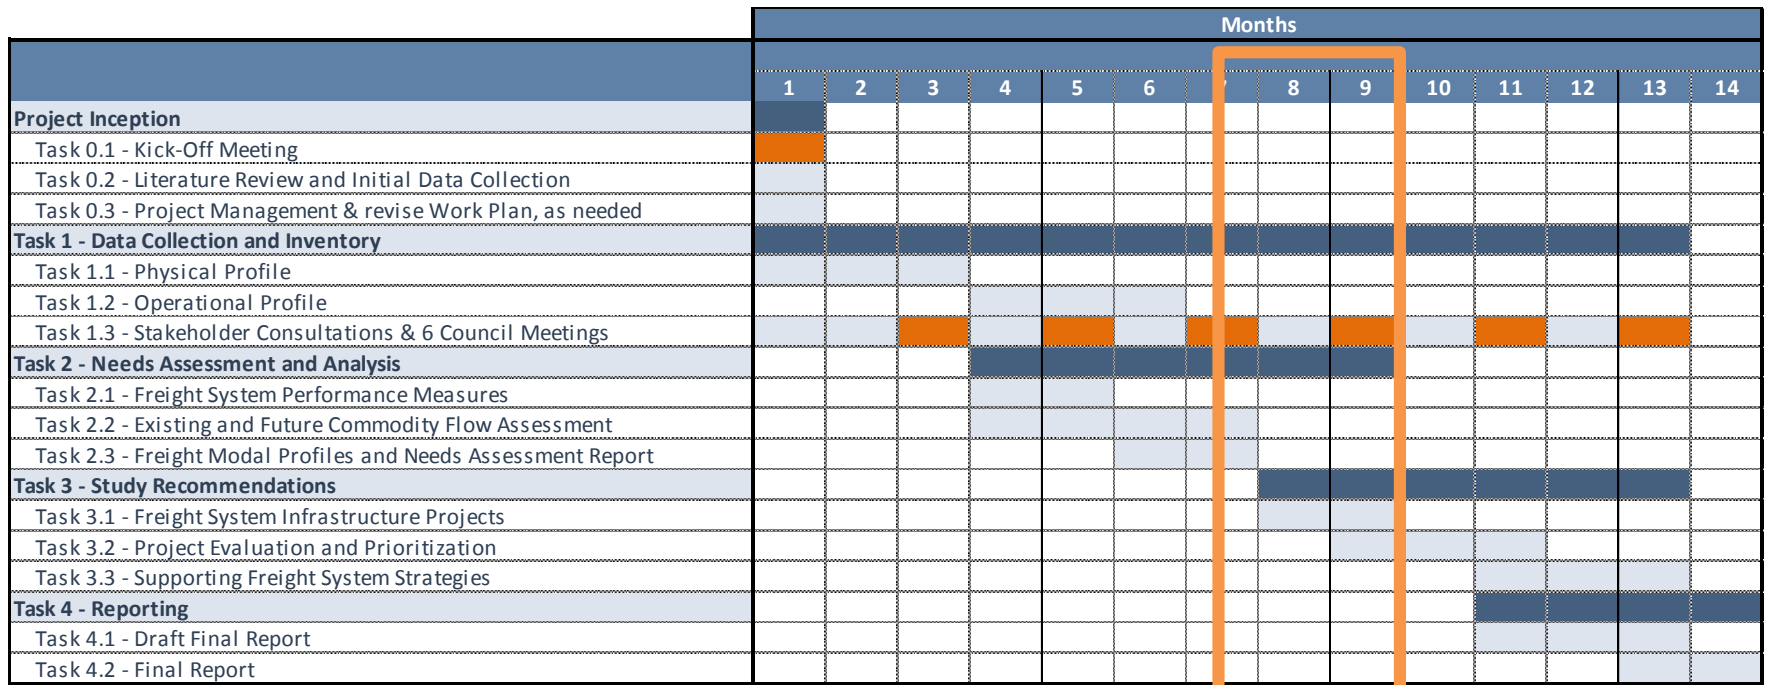 Months
1 2 3 4 5 6 7 8 9 10 11 12 13 14
Project Inception
Task 0.1 - Kick-Off Meeting
Task 0.2 - Literature Review and Initial Data Collection
Task 0.3 - Project Management & revise Work Plan, as needed
Task 1 - Data Collection and Inventory
Task 1.1 - Physical Profile
Task 1.2 - Operational Profile
Task 1.3 - Stakeholder Consultations & 6 Council Meetings
Task 2 - Needs Assessment and Analysis
Task 2.1 - Freight System Performance Measures
Task 2.2 - Existing and Future Commodity Flow Assessment
Task 2.3 - Freight Modal Profiles and Needs Assessment Report
Task 3 - Study Recommendations
Task 3.1 - Freight System Infrastructure Projects
Task 3.2 - Project Evaluation and Prioritization
Task 3.3 - Supporting Freight System Strategies
Task 4 - Reporting
Task 4.1 - Draft Final Report
Task 4.2 - Final Report